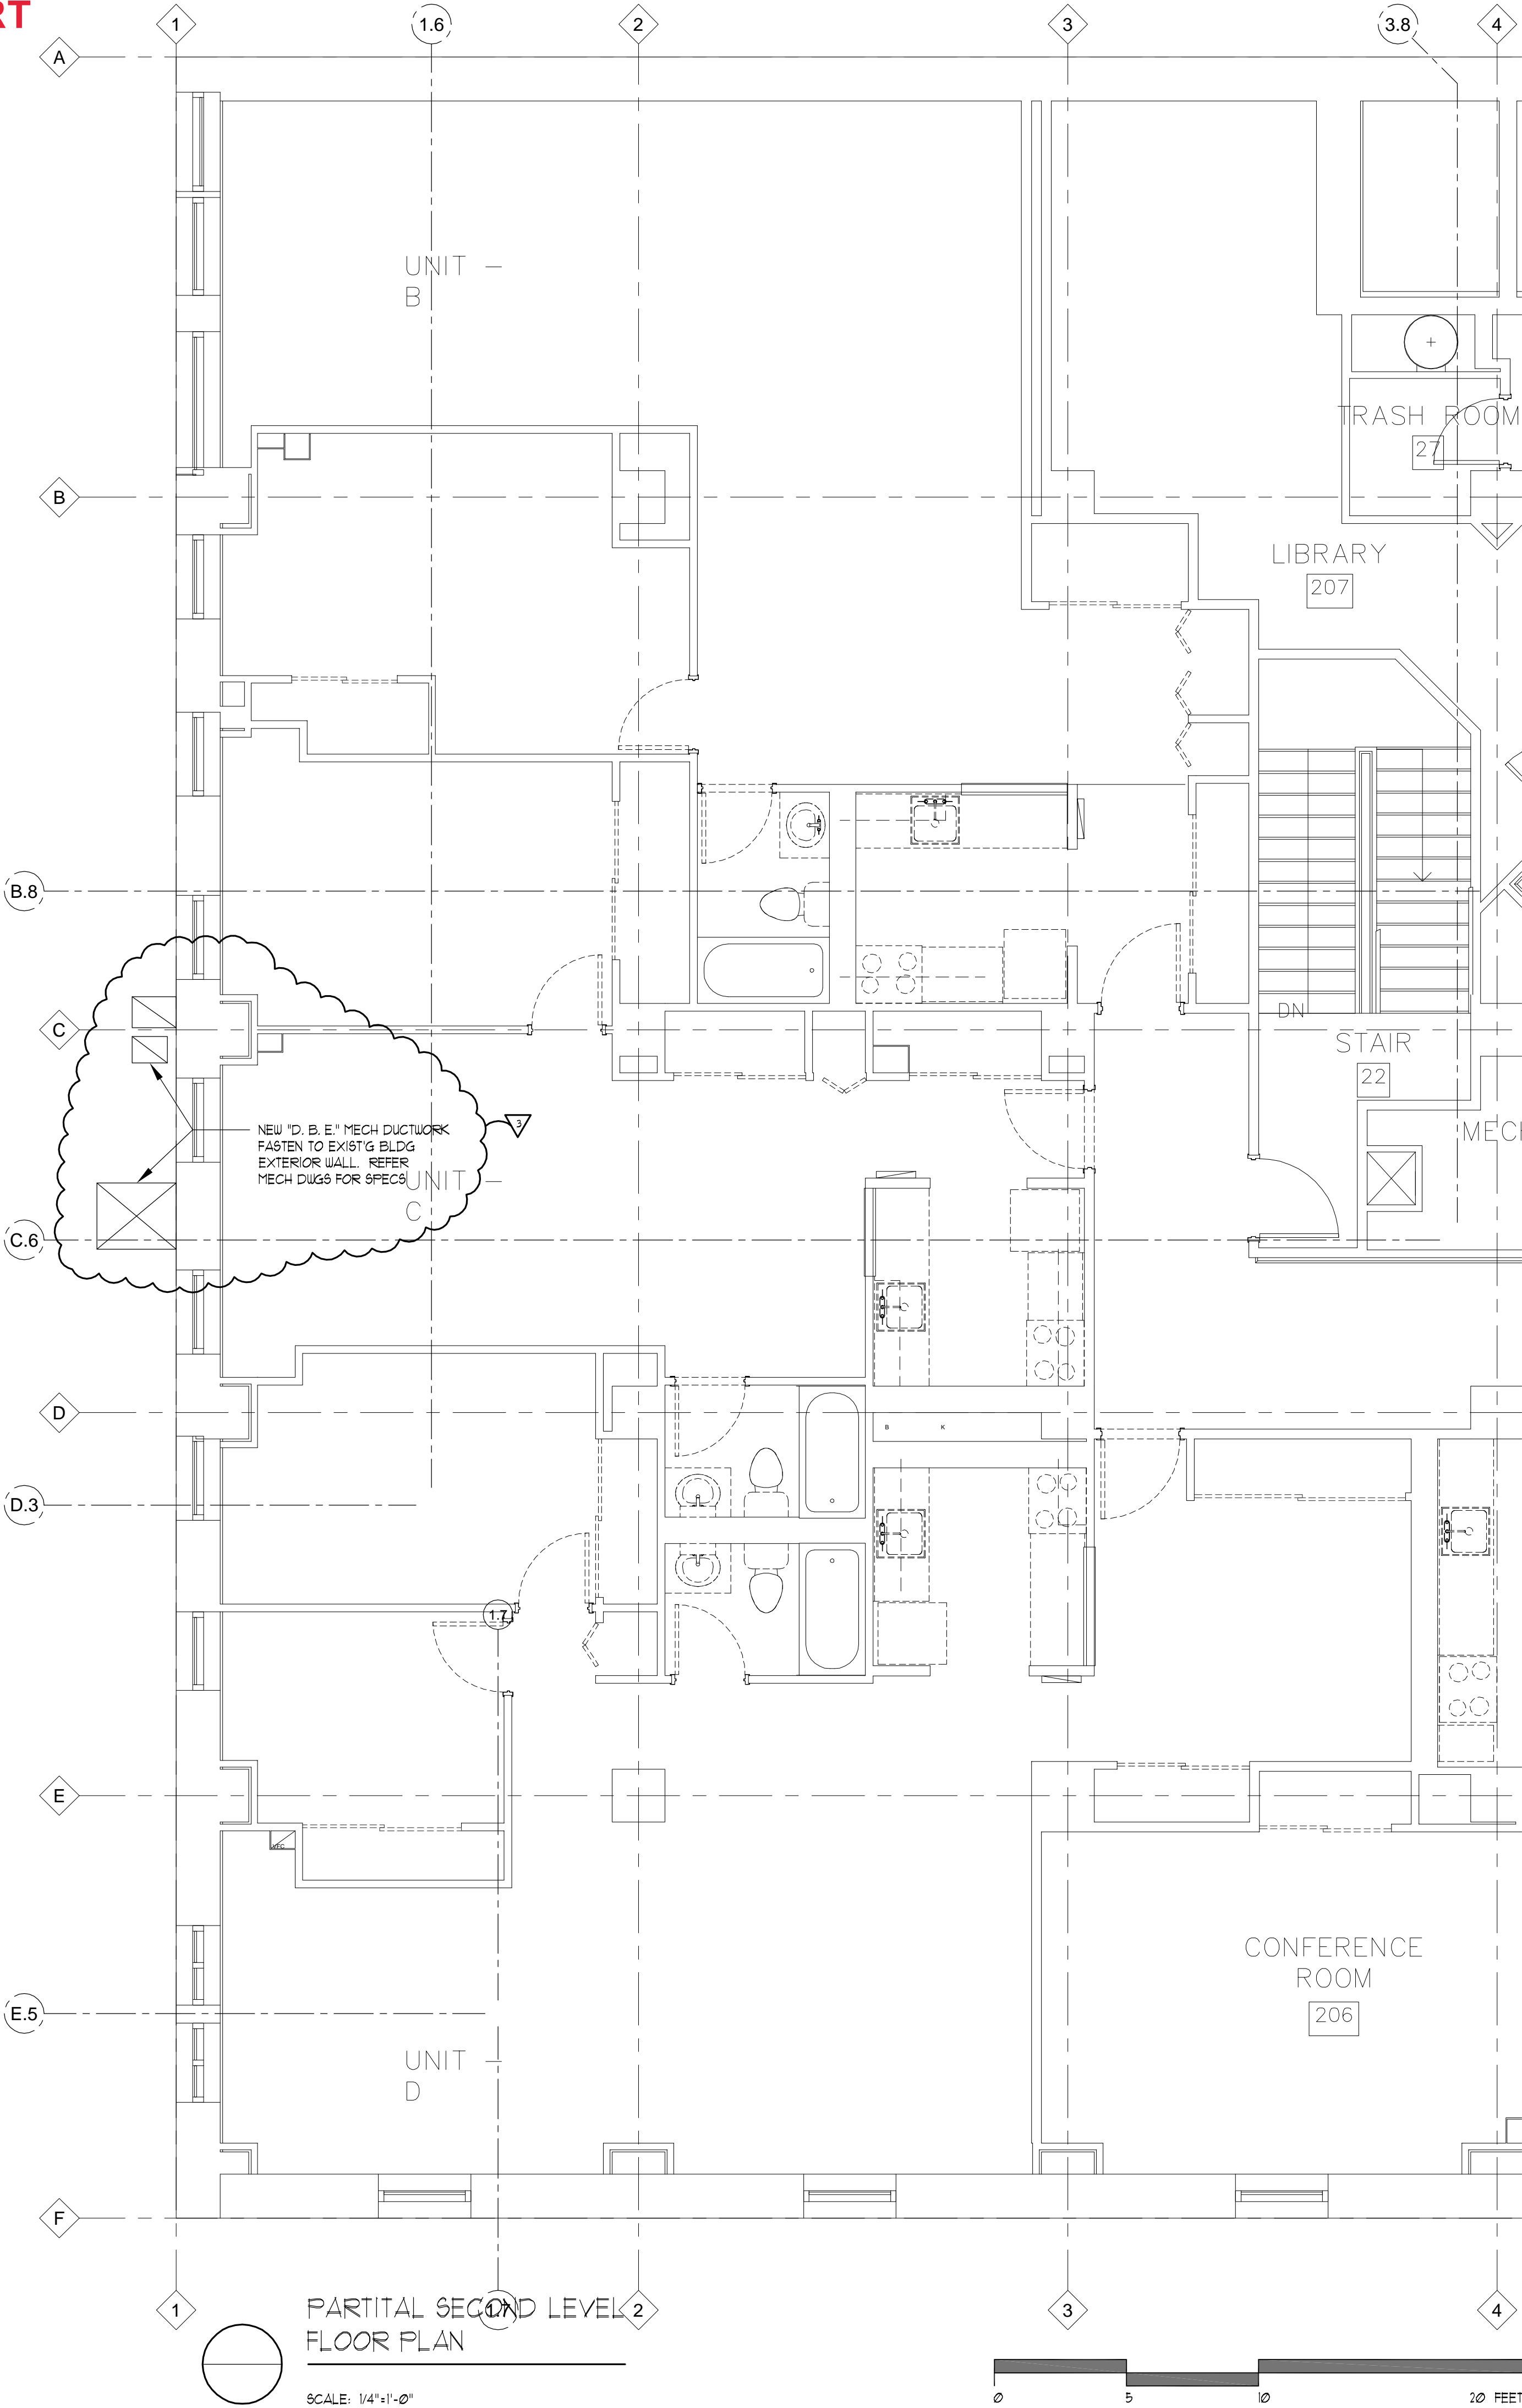 RT
1
1.6
2
3
3.8
4
A
UNIT –
B
TRASH ROOM
27
B
LIBRARY
207
B.8
DN
C
STAIR
22
NEW "D. B. E." MECH DUCTWORK
FASTEN TO EXIST'G BLDG
EXTERIOR WALL. REFER
MECH DWGS FOR SPECS
3
MECH
UNIT –
C
C.6
D
B K
D.3
1.7
E
VFC
CONFERENCE
ROOM
206
E.5
UNIT –
D
F
1
1.7
2
3
4
PARTITAL SECOND LEVEL
FLOOR PLAN
SCALE: 1/4"=1'-0"
0 5 10 20 FEET